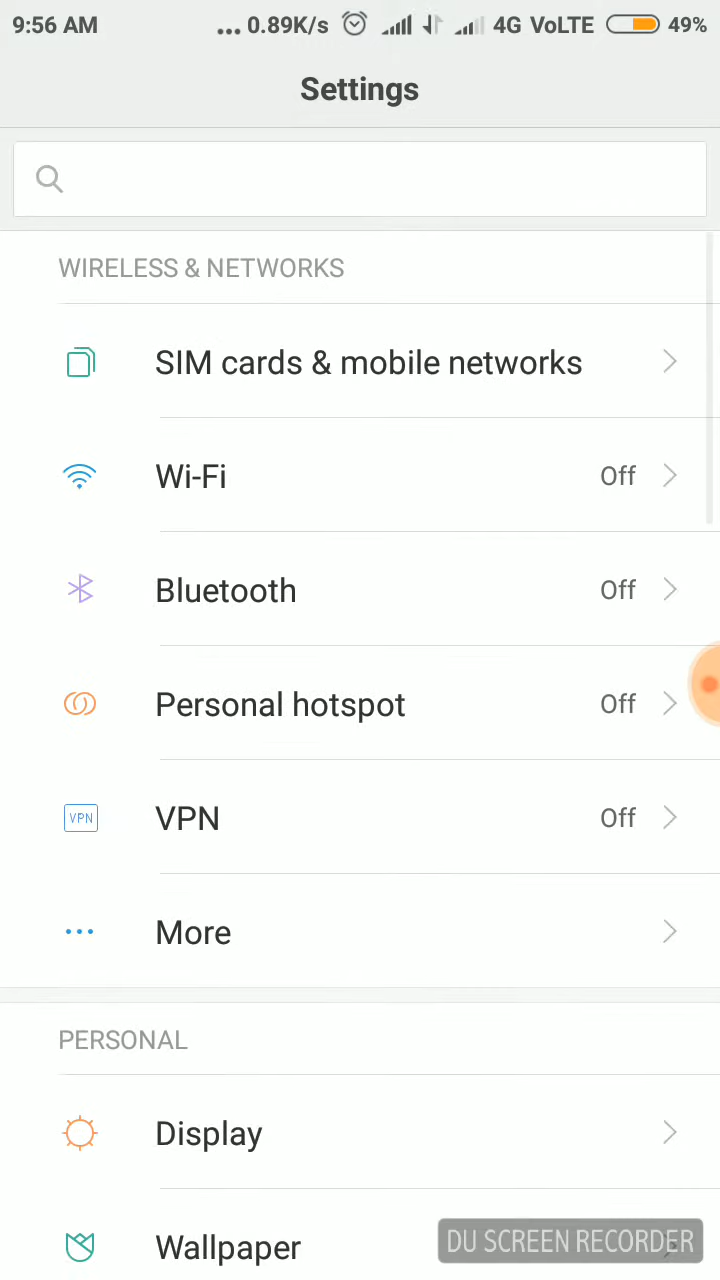 9:56 AM ... 0.89K/s 4G VoLTE 49%
Settings
WIRELESS & NETWORKS
SIM cards & mobile networks
Wi-Fi Off
Bluetooth Off
Personal hotspot Off
VPN VPN Off
More
PERSONAL
Display
Wallpaper
DU SCREEN RECORDER